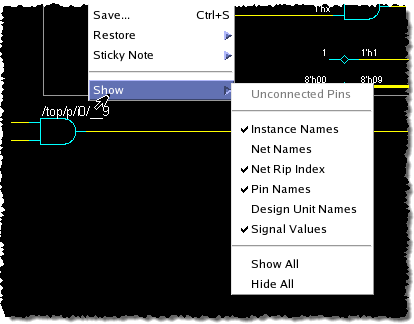 1'hx
Save... Ctrl+S
Restore
Sticky Note
1 1'h1
8'h00 8'h09
Show
Unconnected Pins
/top/p/i0/ 9
Instance Names
Net Names
Net Rip Index
Pin Names
Design Unit Names
Signal Values
Show All
Hide All